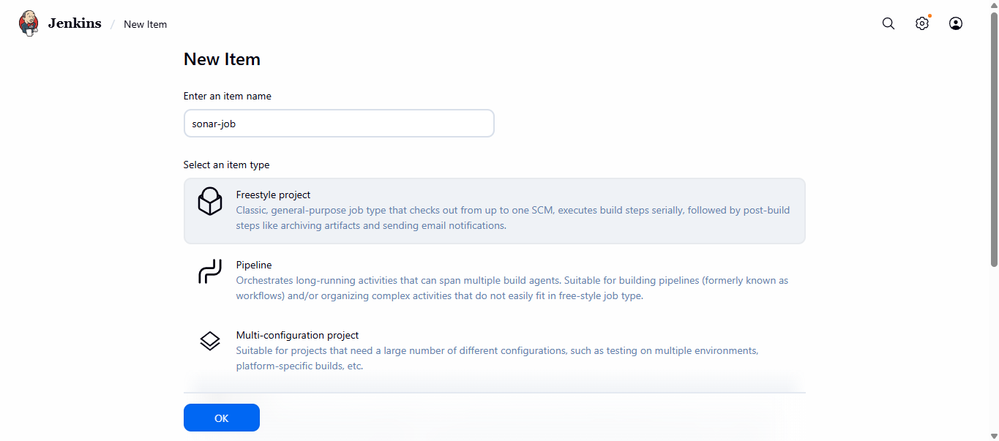 Jenkins / New Item
New Item
Enter an item name
sonar-job
Select an item type
Freestyle project
Classic, general-purpose job type that checks out from up to one SCM, executes build steps serially, followed by post-build
steps like archiving artifacts and sending email notifications.
Pipeline
Orchestrates long-running activities that can span multiple build agents. Suitable for building pipelines (formerly known as
workflows) and/or organizing complex activities that do not easily fit in free-style job type.
Multi-configuration project
Suitable for projects that need a large number of different configurations, such as testing on multiple environments,
platform-specific builds, etc.
OK